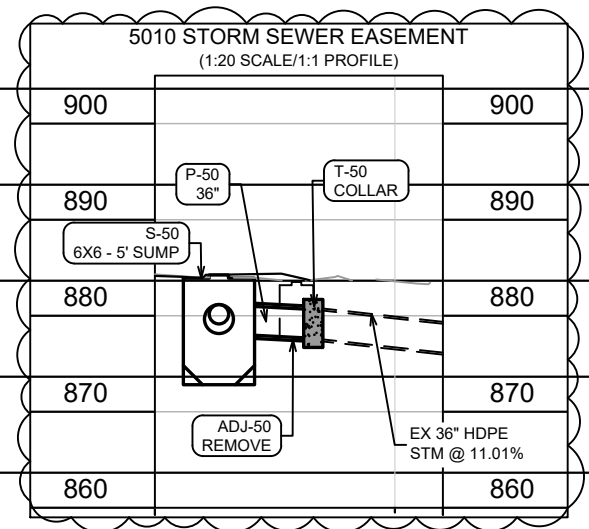 5010 STORM SEWER EASEMENT
(1:20 SCALE/1:1 PROFILE)
900
900
P-50
36"
T-50
COLLAR
890
890
S-50
6X6 - 5' SUMP
880
880
870
870
ADJ-50
REMOVE
EX 36" HDPE
STM @ 11.01%
860
860